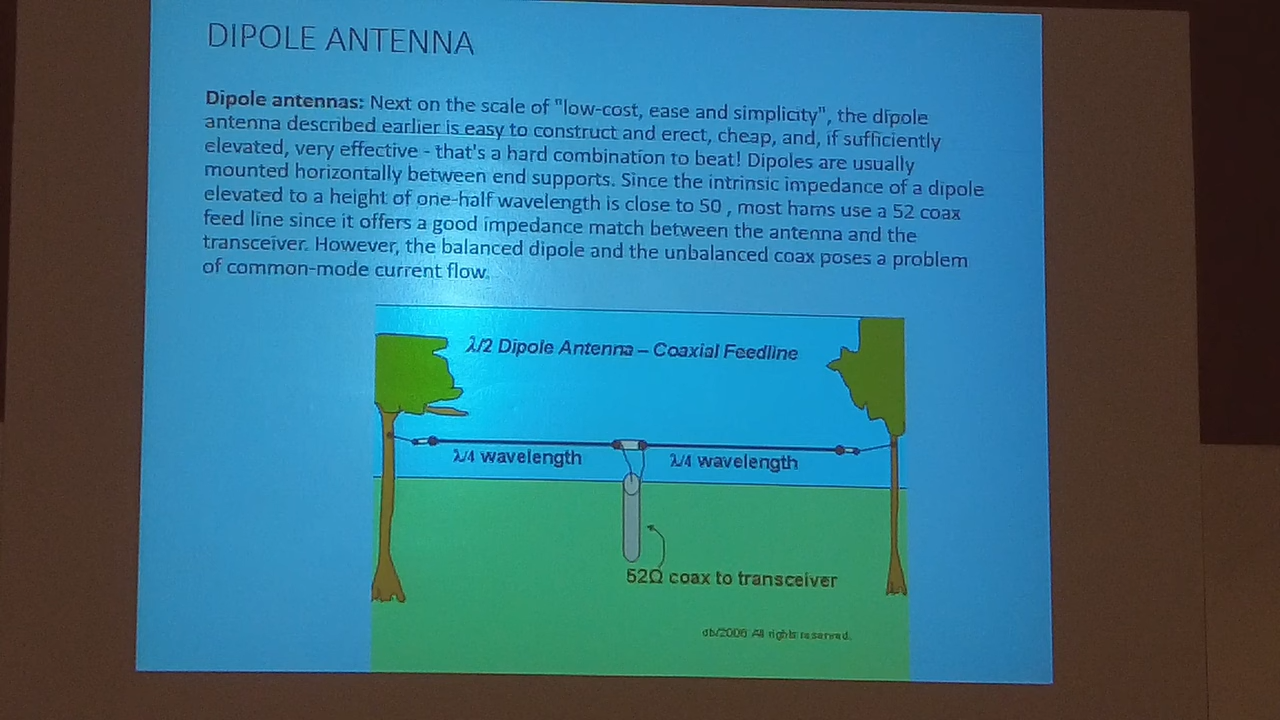 DIPOLE ANTENNA
Dipole antennas: Next on the scale of "low-cost, ease and simplicity", the dipole
antenna described earlier is easy to construct and erect, cheap, and, if sufficiently
elevated, very effective - that's a hard combination to beat! Dipoles are usually
mounted horizontally between end supports. Since the intrinsic impedance of a dipole
elevated to a height of one-half wavelength is close to 50 , most hams use a 52 coax
feed line since it offers a good impedance match between the antenna and the
transceiver. However, the balanced dipole and the unbalanced coax poses a problem
of common-mode current flow.
λ/2 Dipole Antenna – Coaxial Feedline
λ/4 wavelength
λ/4 wavelength
52Ω coax to transceiver
db/2006 All rights reserved.